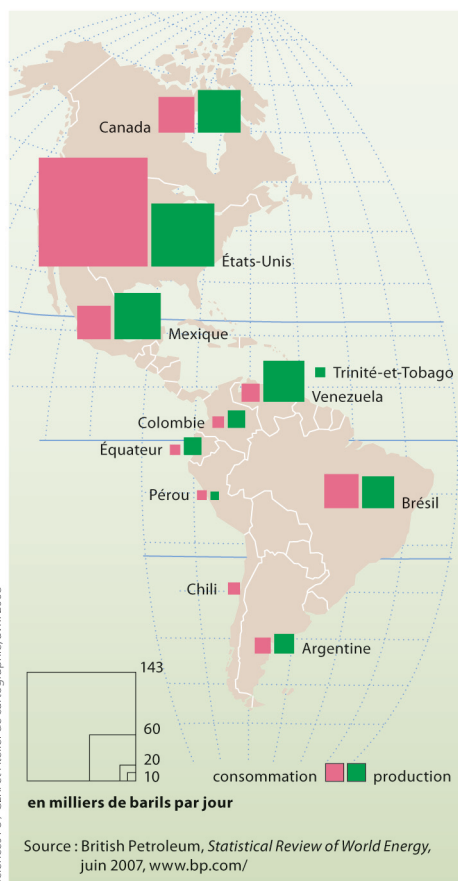 Canada
États-Unis
Mexique
Trinité-et-Tobago
Venezuela
Colombie
Équateur
Pérou
Brésil
Chili
Argentine
143
60
20
10
consommation production
en milliers de barils par jour
Source : British Petroleum, Statistical Review of World Energy,
juin 2007, www.bp.com/